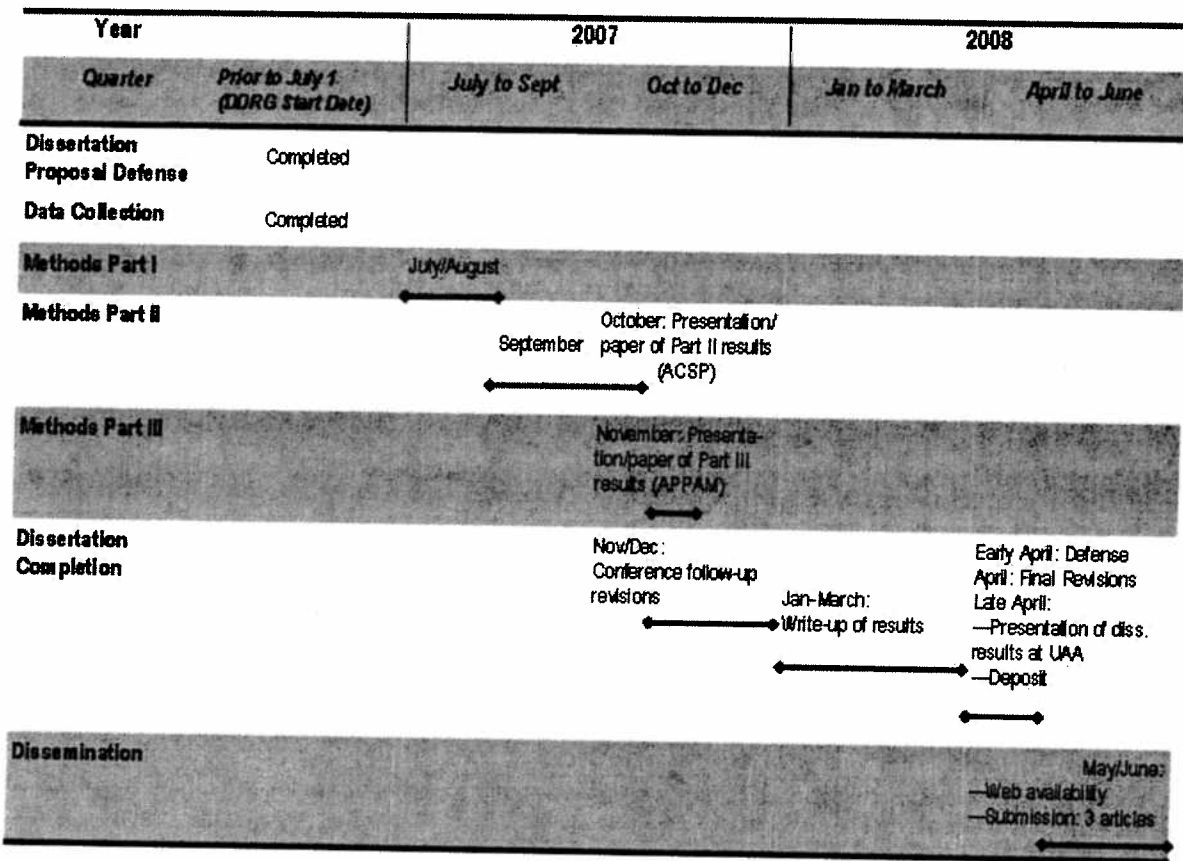 Year 2007 2008
Quarter Prior to July 1 July to Sept Oct to Dec Jan to March April to June
(DDRG Start Date)
Dissertation
Proposal Defense Completed
Data Collection Completed
Methods Part I July/August
Methods Part II
September
October: Presentation/
paper of Part II results
(ACSP)
Methods Part III
November: Presenta-
tion/paper of Part III
results (APPAM)
Dissertation
Completion
Nov/Dec:
Conference follow-up
revisions
Jan-March:
Write-up of results
Early April: Defense
April: Final Revisions
Late April:
—Presentation of diss.
results at UAA
—Deposit
Dissemination
May/June:
—Web availability
—Submission: 3 articles